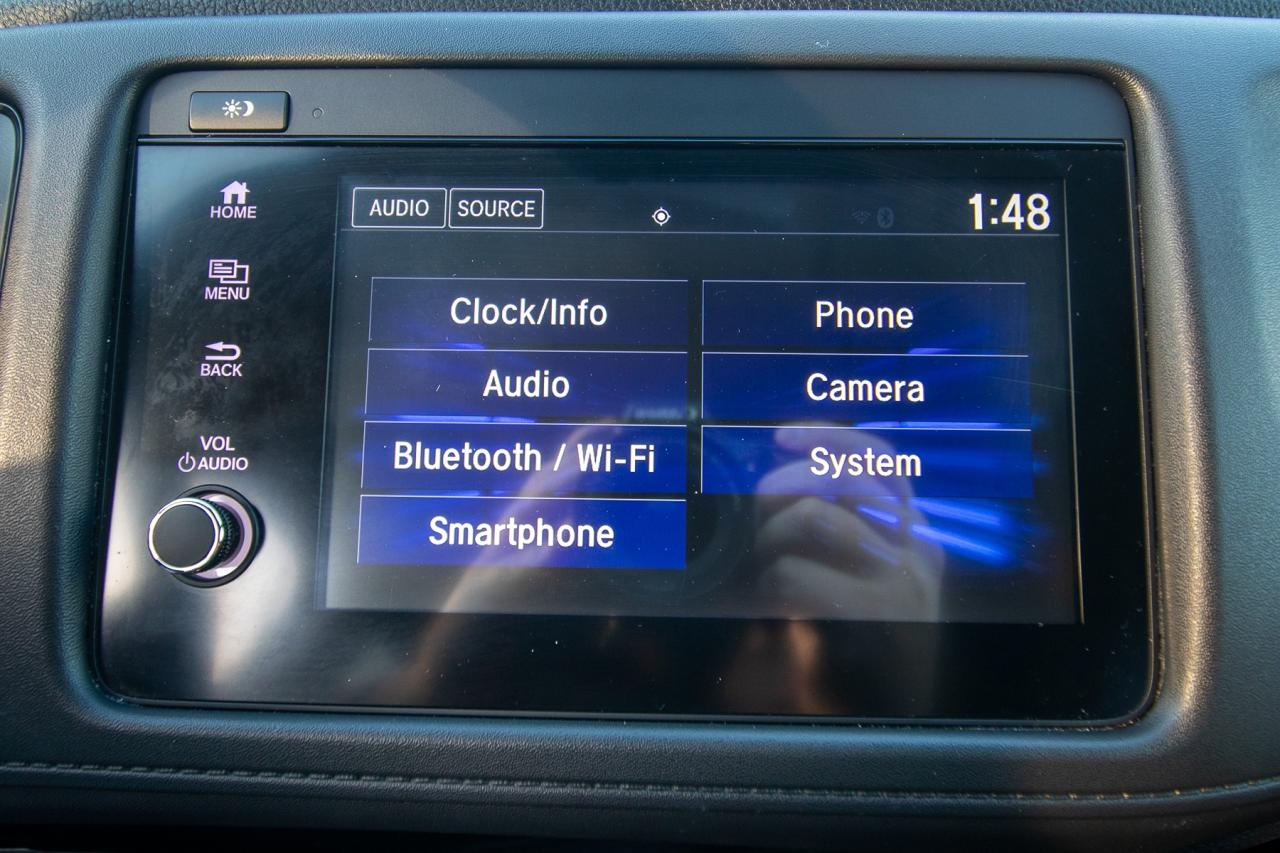 HOME
MENU
BACK
VOL
AUDIO
AUDIO SOURCE 1:48
Clock/Info Phone
Audio Camera
Bluetooth / Wi-Fi System
Smartphone